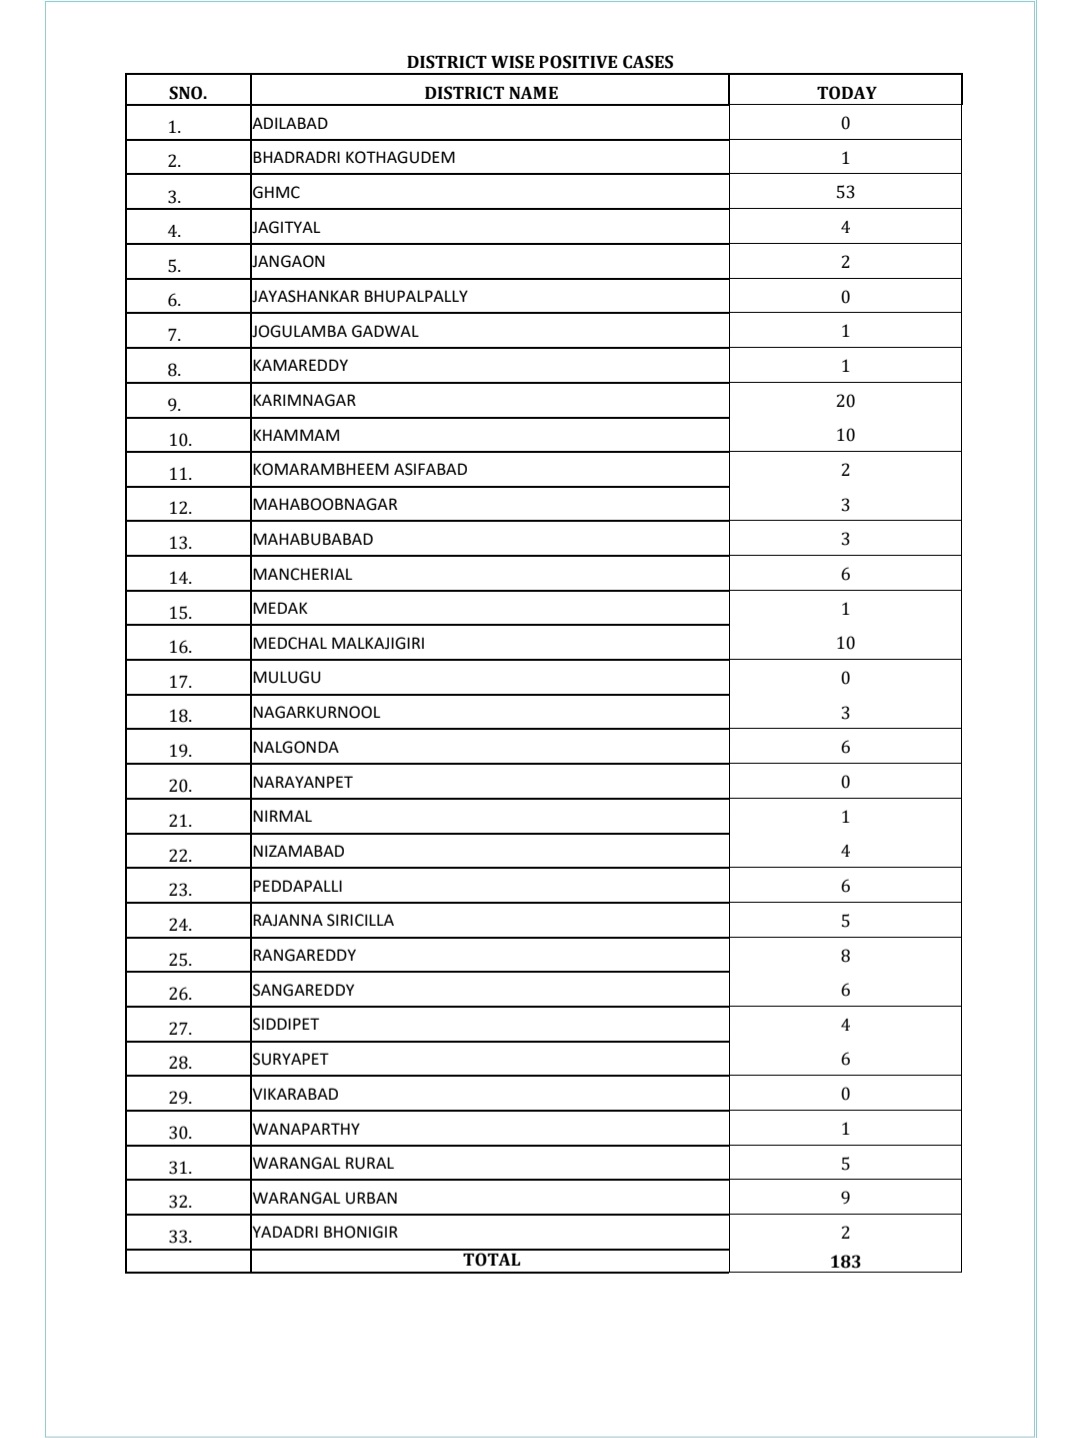 DISTRICT WISE POSITIVE CASES
SNO. DISTRICT NAME TODAY
1. ADILABAD 0
2. BHADRADRI KOTHAGUDEM 1
3. GHMC 53
4. JAGITYAL 4
5. JANGAON 2
6. JAYASHANKAR BHUPALPALLY 0
7. JOGULAMBA GADWAL 1
8. KAMAREDDY 1
9. KARIMNAGAR 20
10. KHAMMAM 10
11. KOMARAMBHEEM ASIFABAD 2
12. MAHABOOBNAGAR 3
13. MAHABUBABAD 3
14. MANCHERIAL 6
15. MEDAK 1
16. MEDCHAL MALKAJIGIRI 10
17. MULUGU 0
18. NAGARKURNOOL 3
19. NALGONDA 6
20. NARAYANPET 0
21. NIRMAL 1
22. NIZAMABAD 4
23. PEDDAPALLI 6
24. RAJANNA SIRICILLA 5
25. RANGAREDDY 8
26. SANGAREDDY 6
27. SIDDIPET 4
28. SURYAPET 6
29. VIKARABAD 0
30. WANAPARTHY 1
31. WARANGAL RURAL 5
32. WARANGAL URBAN 9
33. YADADRI BHONIGIR 2
TOTAL 183